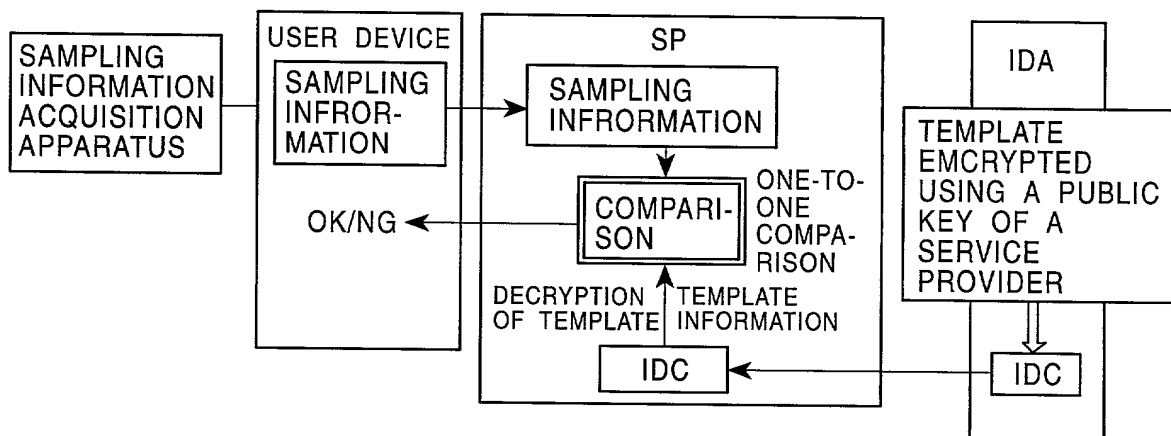 SAMPLING
INFORMATION
ACQUISITION
APPARATUS
USER DEVICE
SAMPLING
INFROR-
MATION
OK/NG
SP
SAMPLING
INFRORMATION
COMPARI-
SON
ONE-TO-
ONE
COMPA-
RISON
DECRYPTION
OF TEMPLATE
TEMPLATE
INFORMATION
IDC
IDA
TEMPLATE
EMCRYPTED
USING A PUBLIC
KEY OF A
SERVICE
PROVIDER
IDC